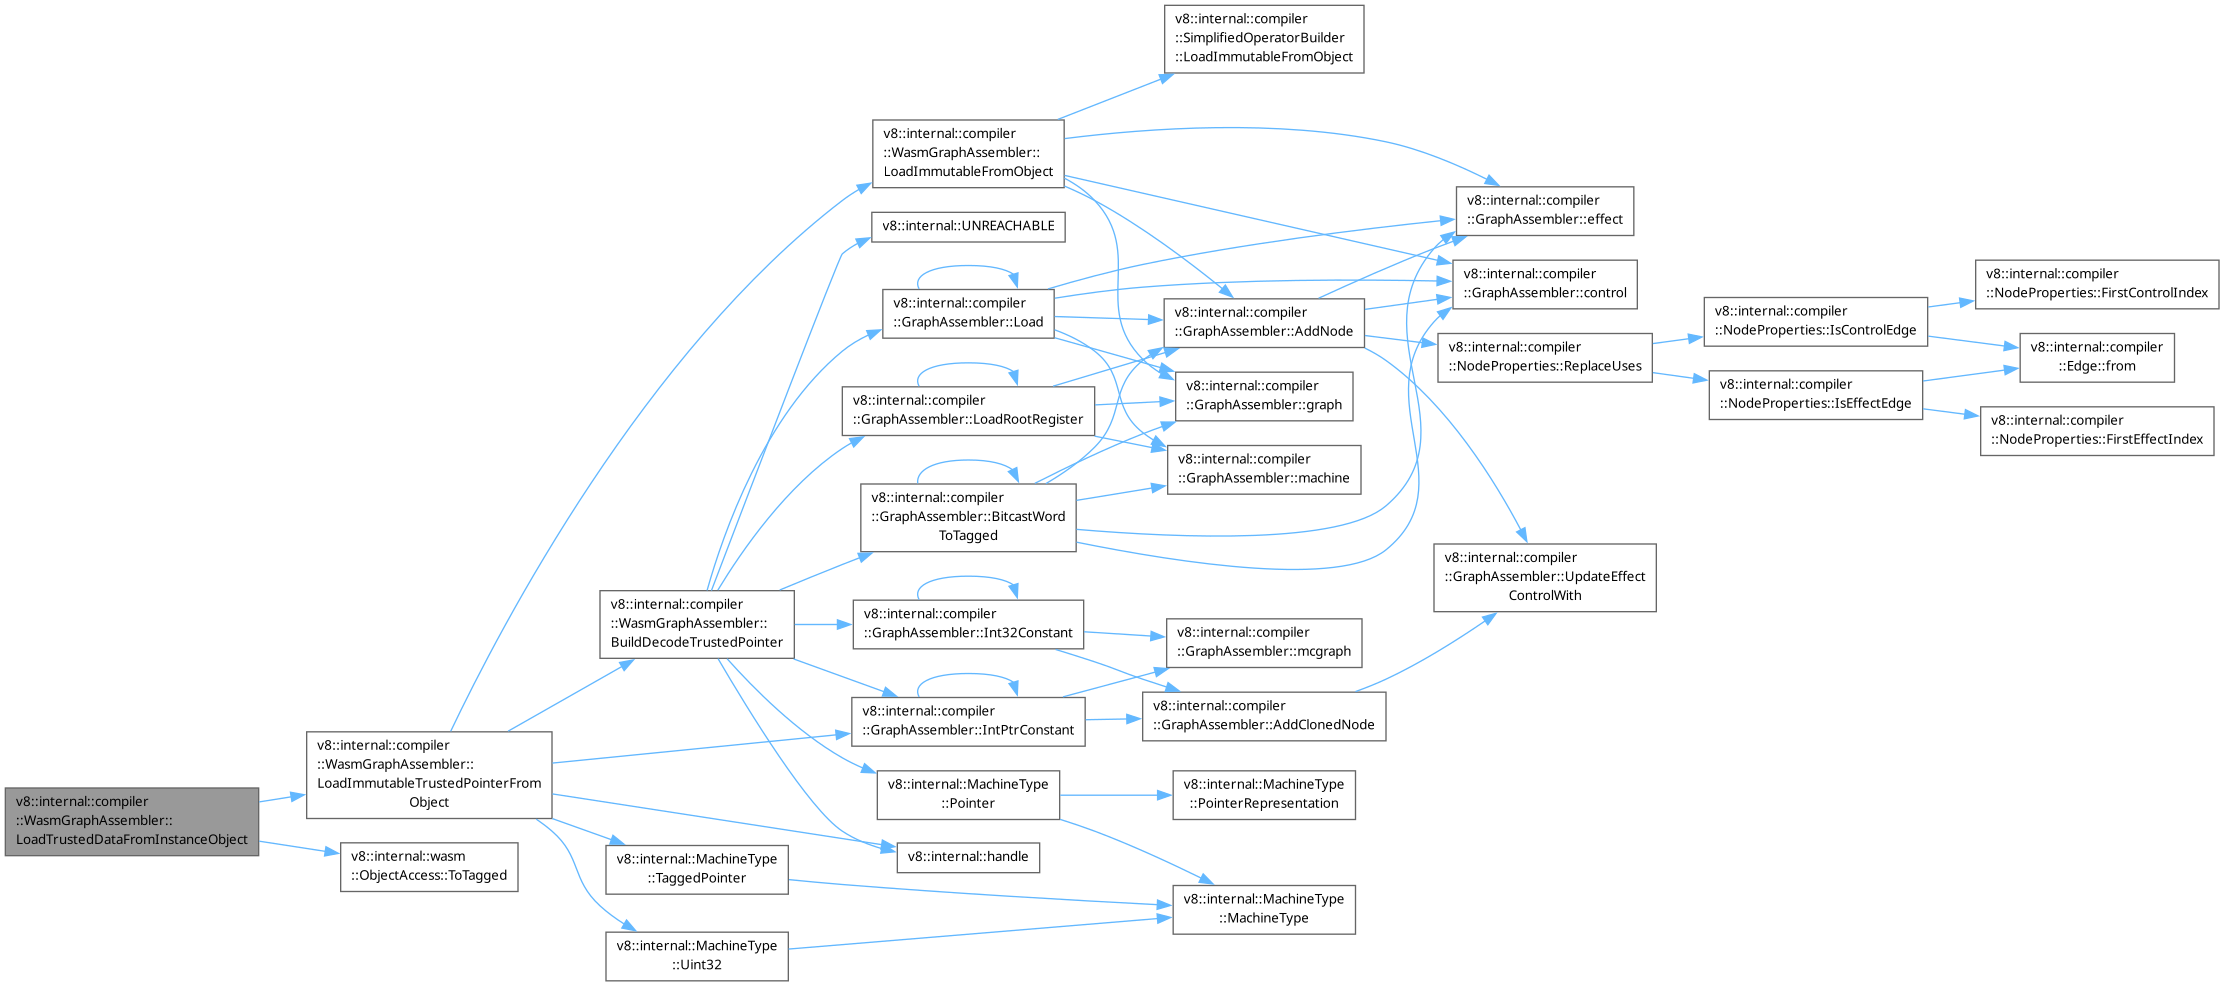 v8::internal::compiler
::SimplifiedOperatorBuilder
::LoadImmutableFromObject
v8::internal::compiler
::WasmGraphAssembler::
LoadImmutableFromObject
v8::internal::UNREACHABLE
v8::internal::compiler
::GraphAssembler::Load
v8::internal::compiler
::GraphAssembler::LoadRootRegister
v8::internal::compiler
::GraphAssembler::BitcastWord
ToTagged
v8::internal::compiler
::WasmGraphAssembler::
BuildDecodeTrustedPointer
v8::internal::compiler
::GraphAssembler::Int32Constant
v8::internal::compiler
::GraphAssembler::IntPtrConstant
v8::internal::compiler
::WasmGraphAssembler::
LoadImmutableTrustedPointerFrom
Object
v8::internal::compiler
::WasmGraphAssembler::
LoadTrustedDataFromInstanceObject
v8::internal::wasm
::ObjectAccess::ToTagged
v8::internal::MachineType
::TaggedPointer
v8::internal::MachineType
::Uint32
v8::internal::MachineType
::Pointer
v8::internal::handle
v8::internal::compiler
::GraphAssembler::AddNode
v8::internal::compiler
::GraphAssembler::graph
v8::internal::compiler
::GraphAssembler::machine
v8::internal::compiler
::GraphAssembler::mcgraph
v8::internal::compiler
::GraphAssembler::AddClonedNode
v8::internal::MachineType
::PointerRepresentation
v8::internal::MachineType
::MachineType
v8::internal::compiler
::GraphAssembler::effect
v8::internal::compiler
::GraphAssembler::control
v8::internal::compiler
::NodeProperties::ReplaceUses
v8::internal::compiler
::GraphAssembler::UpdateEffect
ControlWith
v8::internal::compiler
::NodeProperties::IsControlEdge
v8::internal::compiler
::NodeProperties::IsEffectEdge
v8::internal::compiler
::NodeProperties::FirstControlIndex
v8::internal::compiler
::Edge::from
v8::internal::compiler
::NodeProperties::FirstEffectIndex